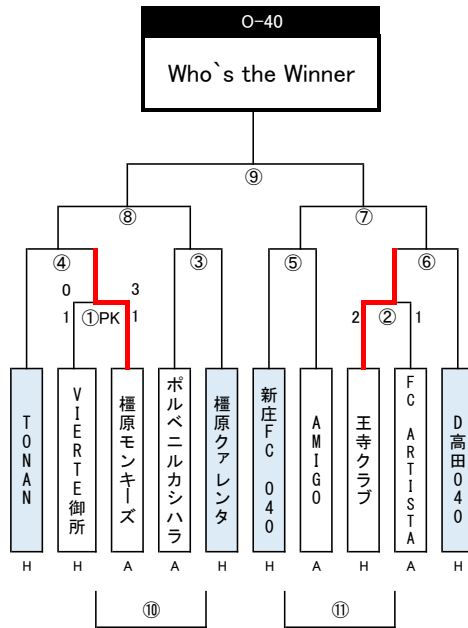 O-40
Who`s the Winner
⑨
⑧
⑦
④
③
⑤
⑥
0
3
1
①PK
1
2
②
1
TONAN
VIERTE御所
橿原モンキーズ
ポルベニルカシハラ
橿原クァレンタ
新庄FC O40
AMIGO
王寺クラブ
FC ARTISTA
D高田O40
H
H
A
A
H
H
A
H
A
H
⑩
⑪